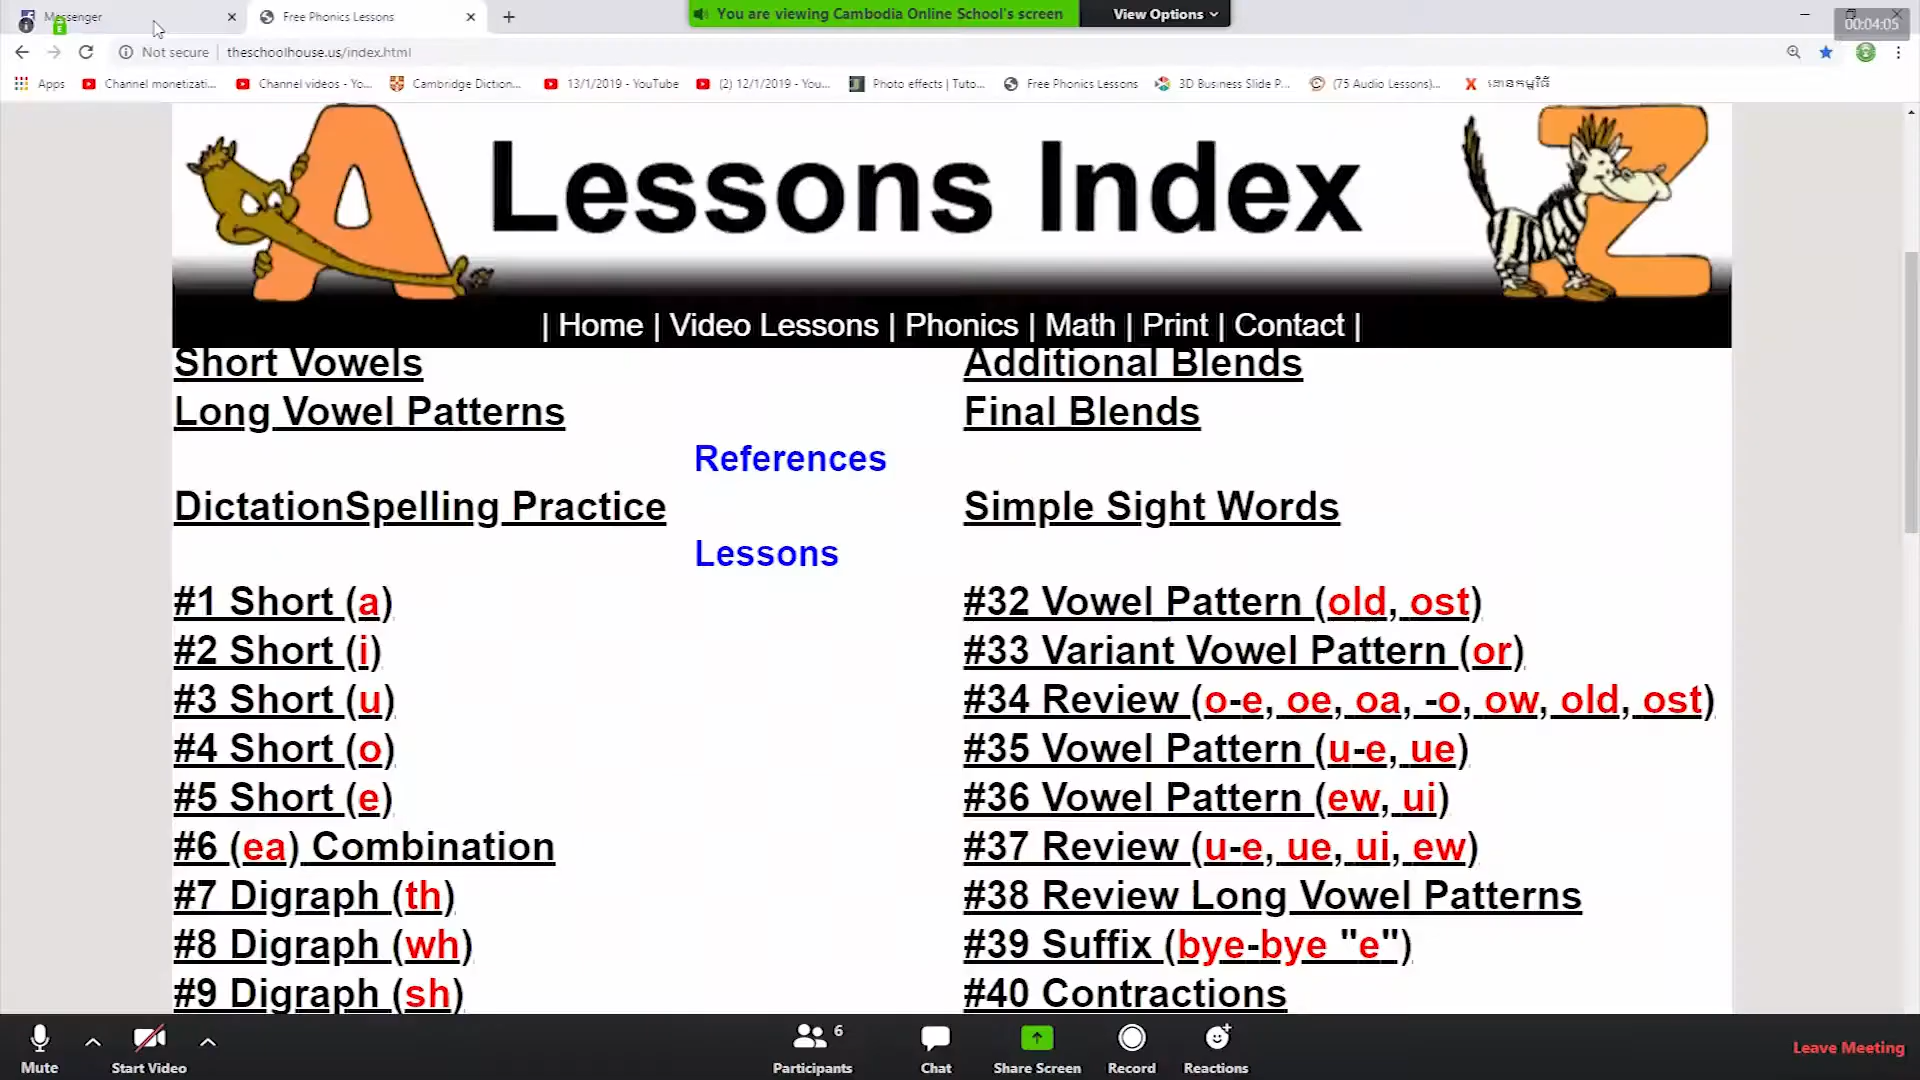 Messenger
Free Phonics Lessons
You are viewing Cambodia Online School's screen
View Options
00:04:05
Not secure
theschoolhouse.us/index.html
Apps
Channel monetizati...
Channel videos - Yo...
Cambridge Diction...
13/1/2019 - YouTube
(2) 12/1/2019 - You...
Photo effects | Tuto...
Free Phonics Lessons
3D Business Slide P...
(75 Audio Lessons)...
A Lessons Index Z
| Home | Video Lessons | Phonics | Math | Print | Contact |
Short Vowels
Additional Blends
Long Vowel Patterns
Final Blends
References
DictationSpelling Practice
Simple Sight Words
Lessons
#1 Short (a)
#2 Short (i)
#3 Short (u)
#4 Short (o)
#5 Short (e)
#6 (ea) Combination
#7 Digraph (th)
#8 Digraph (wh)
#9 Digraph (sh)
#32 Vowel Pattern (old, ost)
#33 Variant Vowel Pattern (or)
#34 Review (o-e, oe, oa, -o, ow, old, ost)
#35 Vowel Pattern (u-e, ue)
#36 Vowel Pattern (ew, ui)
#37 Review (u-e, ue, ui, ew)
#38 Review Long Vowel Patterns
#39 Suffix (bye-bye "e")
#40 Contractions
Mute
Start Video
6
Participants
Chat
Share Screen
Record
Reactions
Leave Meeting